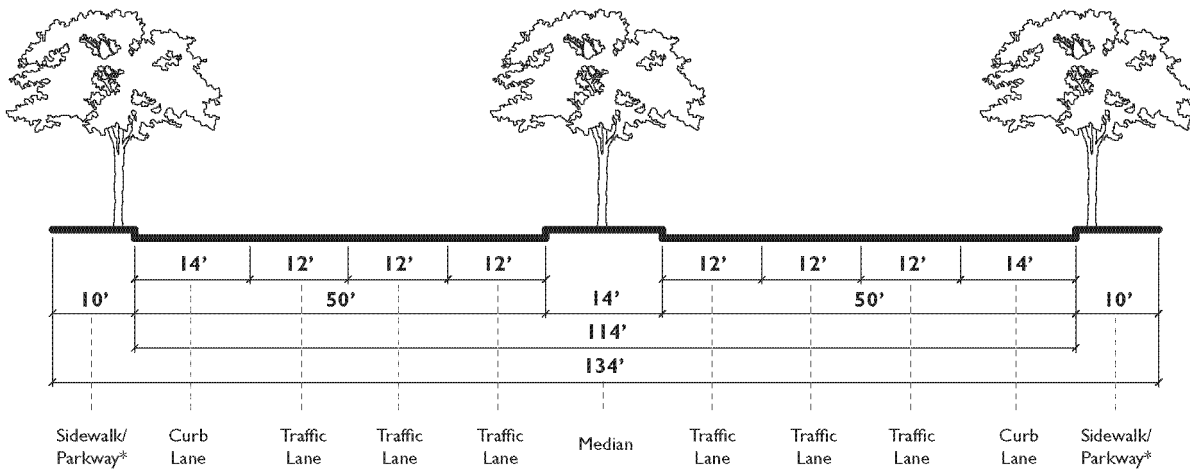 14' 12' 12' 12' 12' 12' 12' 14'
10' 50' 14' 50' 10'
114'
134'
Sidewalk/ Curb Traffic Traffic Traffic Median Traffic Traffic Traffic Curb Sidewalk/
Parkway* Lane Lane Lane Lane Lane Lane Lane Lane Parkway*